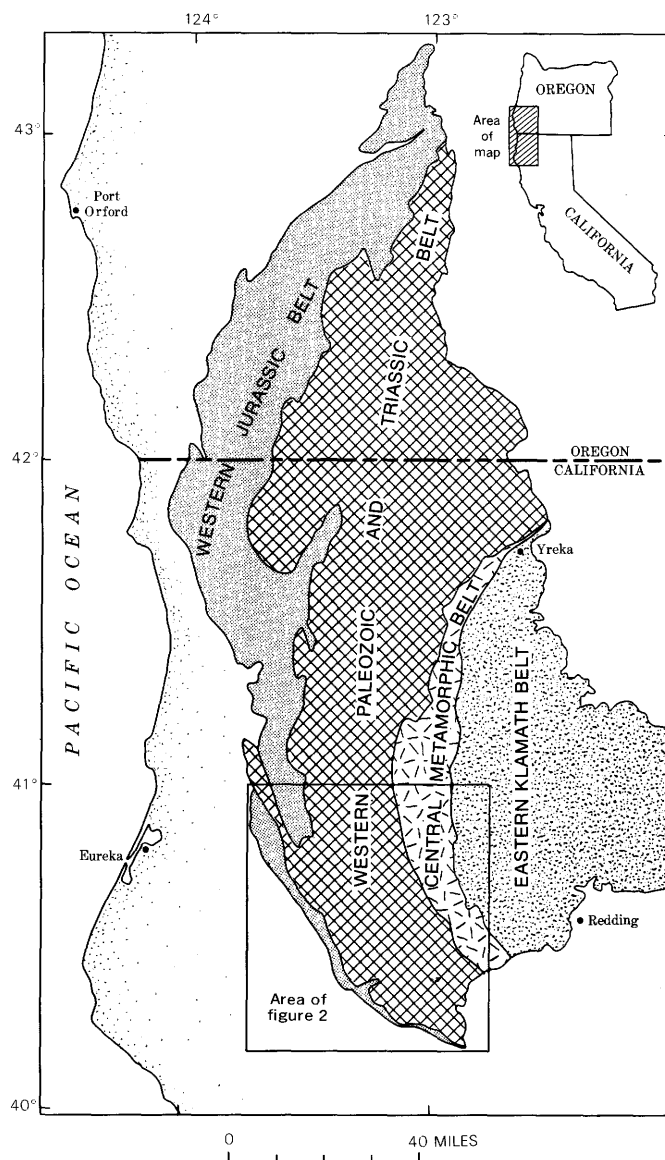 124°
123°
43°
Port
Orford
Area
of
map
OREGON
CALIFORNIA
WESTERN JURASSIC BELT
WESTERN PALEOZOIC AND TRIASSIC BELT
42°
OREGON
CALIFORNIA
Yreka
PACIFIC OCEAN
CENTRAL METAMORPHIC BELT
EASTERN KLAMATH BELT
41°
Eureka
Redding
Area of
figure 2
40°
0
40 MILES